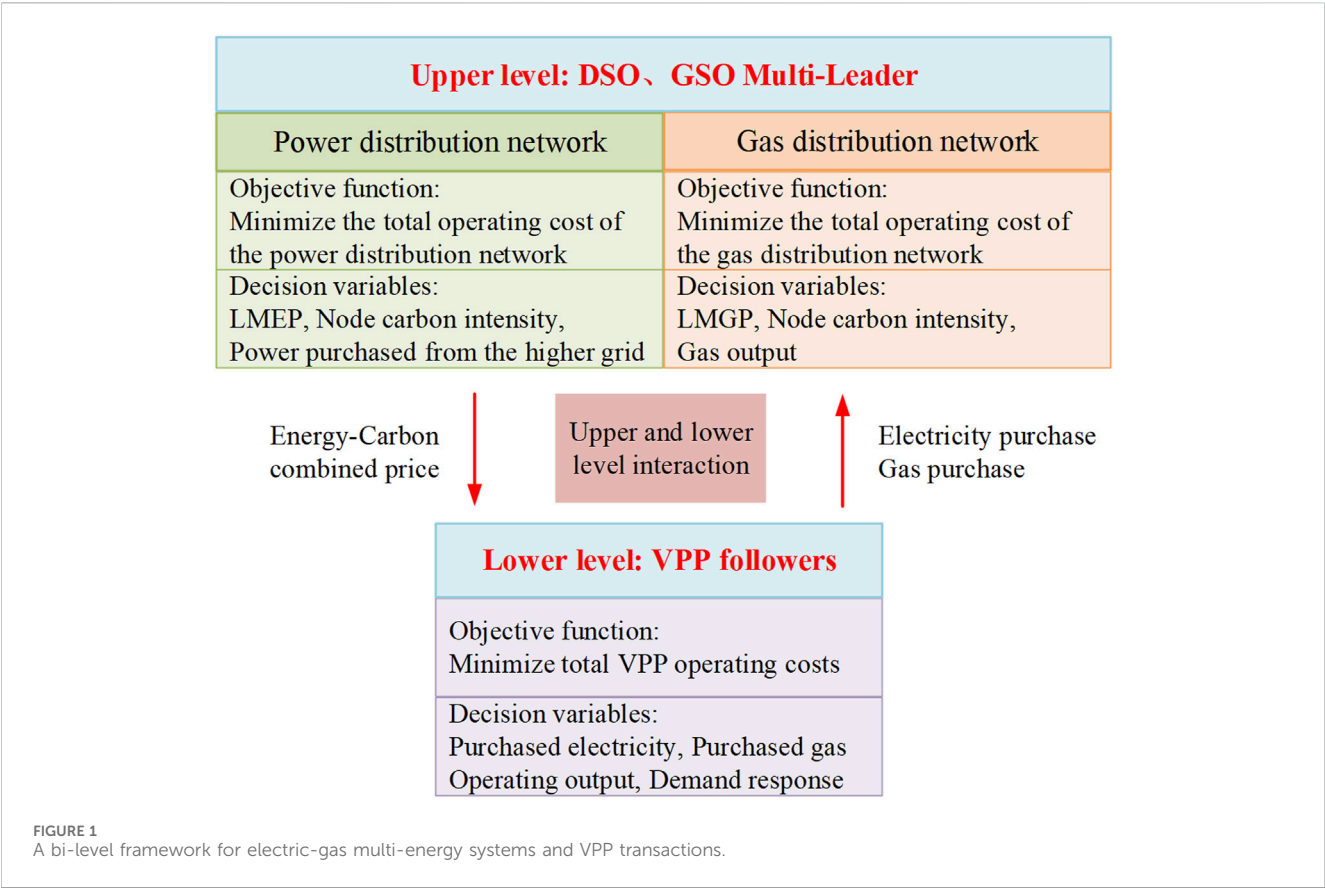 Upper level: DSO、GSO Multi-Leader
Power distribution network
Gas distribution network
Objective function:
Minimize the total operating cost of
the power distribution network
Objective function:
Minimize the total operating cost of
the gas distribution network
Decision variables:
LMEP, Node carbon intensity,
Power purchased from the higher grid
Decision variables:
LMGP, Node carbon intensity,
Gas output
Energy-Carbon
combined price
Upper and lower
level interaction
Electricity purchase
Gas purchase
Lower level: VPP followers
Objective function:
Minimize total VPP operating costs
Decision variables:
Purchased electricity, Purchased gas
Operating output, Demand response
FIGURE 1
A bi-level framework for electric-gas multi-energy systems and VPP transactions.